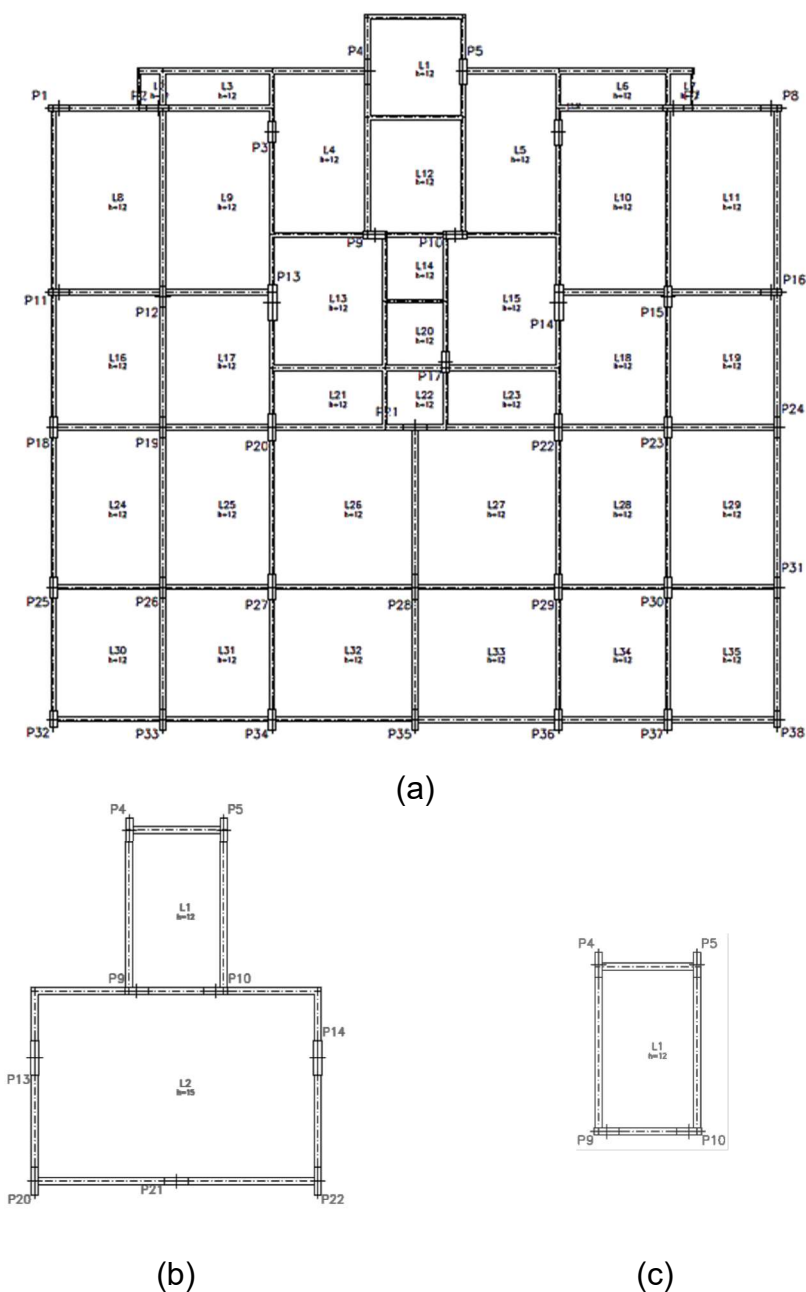 P4 P5
L1
h=12
L3
h=12
L6
h=12
P1 P2 P8
P3
L4
h=12
L5
h=12
L12
h=12
L8
h=12
L9
h=12
L10
h=12
L11
h=12
P9 P10
L14
h=12
P13 P16
P11 P12 L13
h=12
L15
h=12
P14 P15
L16
h=12
L17
h=12
L20
h=12
L18
h=12
L19
h=12
P17
L21
h=12
L22
h=12
L23
h=12
P21 P24
P18 P19 P20 P22 P23
L24
h=12
L25
h=12
L26
h=12
L27
h=12
L28
h=12
L29
h=12
P31
P25 P26 P27 P28 P29 P30
L30
h=12
L31
h=12
L32
h=12
L33
h=12
L34
h=12
L35
h=12
P32 P33 P34 P35 P36 P37 P38
(a)
P4 P5
L1
h=12
P9 P10
P14
P13
L2
h=15
P20 P21 P22
(b)
P4 P5
L1
h=12
P9 P10
(c)